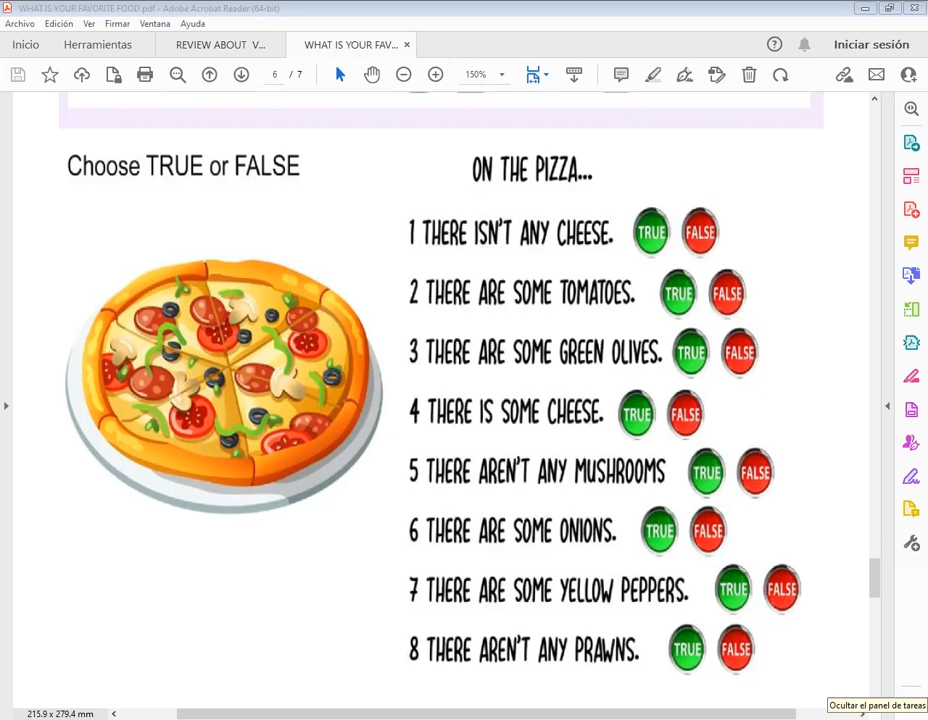 WHAT IS YOUR FAVORITE FOOD.pdf - Adobe Acrobat Reader (64-bit)
Archivo Edición Ver Firmar Ventana Ayuda
Inicio Herramientas REVIEW ABOUT V... WHAT IS YOUR FAV... × Iniciar sesión
6 / 7 150%
Choose TRUE or FALSE
ON THE PIZZA...
1 THERE ISN'T ANY CHEESE. TRUE FALSE
2 THERE ARE SOME TOMATOES. TRUE FALSE
3 THERE ARE SOME GREEN OLIVES. TRUE FALSE
4 THERE IS SOME CHEESE. TRUE FALSE
5 THERE AREN'T ANY MUSHROOMS TRUE FALSE
6 THERE ARE SOME ONIONS. TRUE FALSE
7 THERE ARE SOME YELLOW PEPPERS. TRUE FALSE
8 THERE AREN'T ANY PRAWNS. TRUE FALSE
Ocultar el panel de tareas
215.9 x 279.4 mm